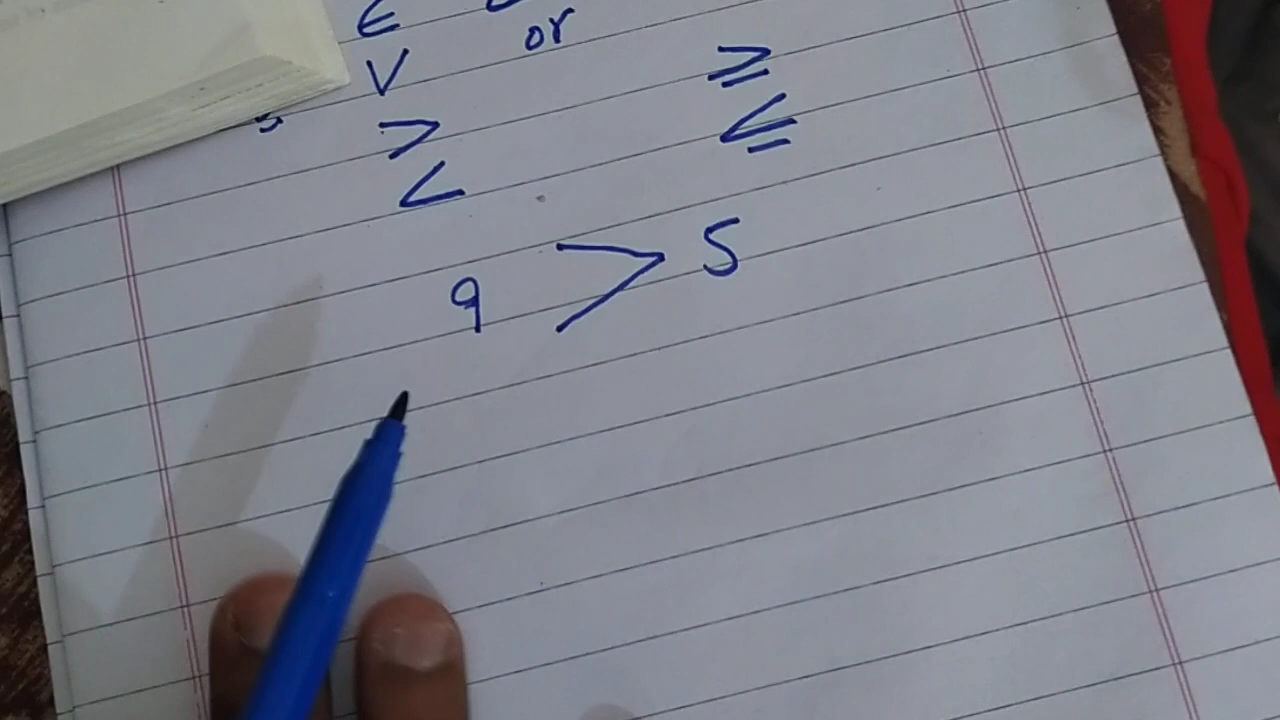 ∈
or
∨ ≥
> ≤
<
9 > 5